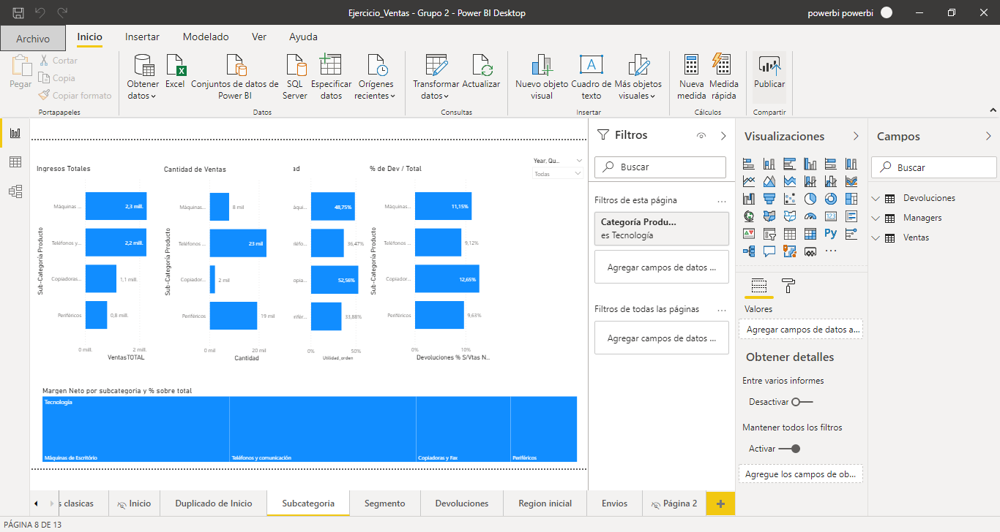 Ejercicio_Ventas - Grupo 2 - Power BI Desktop
powerbi powerbi
Archivo
Inicio
Insertar
Modelado
Ver
Ayuda
Pegar
Cortar
Copia
Copiar formato
Portapapeles
Obtener
datos
Excel
Conjuntos de datos de
Power BI
SQL
Server
Especificar
datos
Orígenes
recientes
Datos
Transformar
datos
Actualizar
Consultas
Nuevo objeto
visual
Cuadro de
texto
Más objetos
visuales
Insertar
Nueva
medida
Medida
rápida
Cálculos
Publicar
Compartir
Year, Qu...
Todas
Ingresos Totales
Sub-Categoría Producto
Máquinas ...
2,3 mill.
Teléfonos y...
2,2 mill.
Copiadoras...
1,1 mill.
Periféricos
0,8 mill.
0 mill.
2 mill.
VentasTOTAL
Cantidad de Ventas
Sub-Categoría Producto
Máquinas...
8 mil
Teléfonos ...
23 mil
Copiador...
2 mil
Periféricos
19 mil
0 mil
20 mil
Cantidad
ad
48,75%
36,47%
52,56%
33,88%
0%
50%
Utilidad_orden
% de Dev / Total
Sub-Categoría Producto
Máquinas...
11,15%
Teléfonos ...
9,12%
Copiador...
12,65%
Periféricos
9,63%
0%
10%
Devoluciones % S/Vtas N...
Margen Neto por subcategoria y % sobre total
Tecnología
Máquinas de Escritório
Teléfonos y comunicación
Copiadoras y Fax
Periféricos
Filtros
Buscar
Filtros de esta página
...
Categoría Produ...
es Tecnología
Agregar campos de datos ...
Filtros de todas las páginas
...
Agregar campos de datos ...
Visualizaciones
123
Py
...
Valores
Agregar campos de datos a...
Obtener detalles
Entre varios informes
Desactivar
Mantener todos los filtros
Activar
Agregue los campos de ob...
Campos
Buscar
Devoluciones
Managers
Ventas
s clasicas
Inicio
Duplicado de Inicio
Subcategoria
Segmento
Devoluciones
Region inicial
Envios
Página 2
+
PÁGINA 8 DE 13